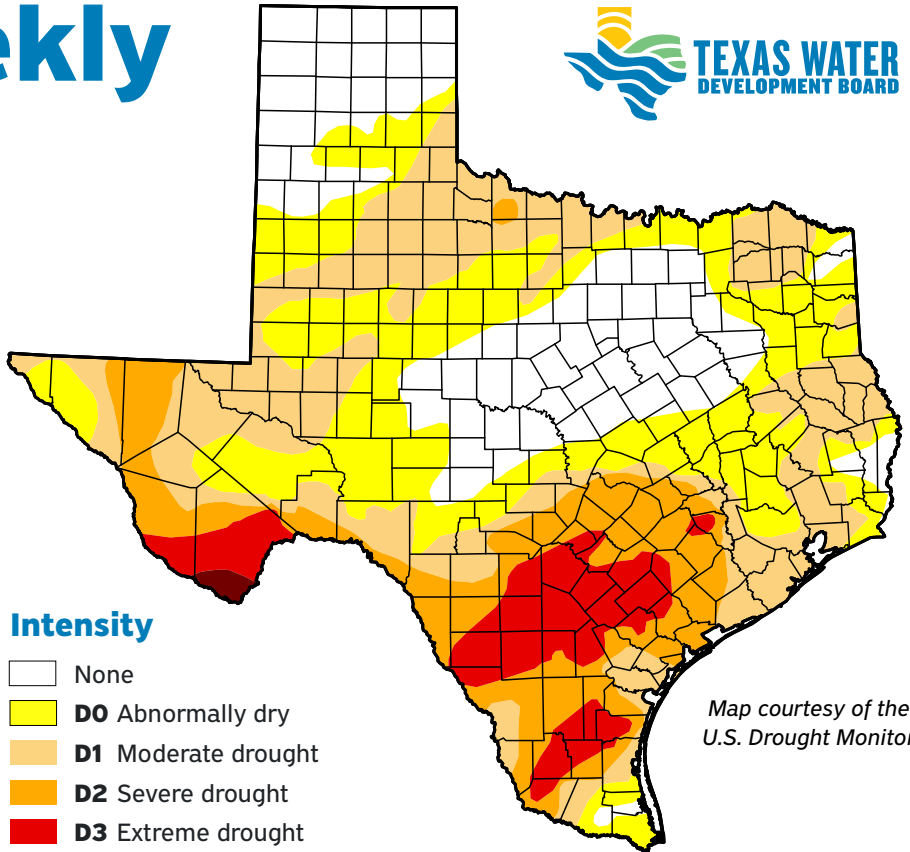 ekly
TEXAS WATER
DEVELOPMENT BOARD
Intensity
None
D0 Abnormally dry
D1 Moderate drought
D2 Severe drought
D3 Extreme drought
Map courtesy of the
U.S. Drought Monitor